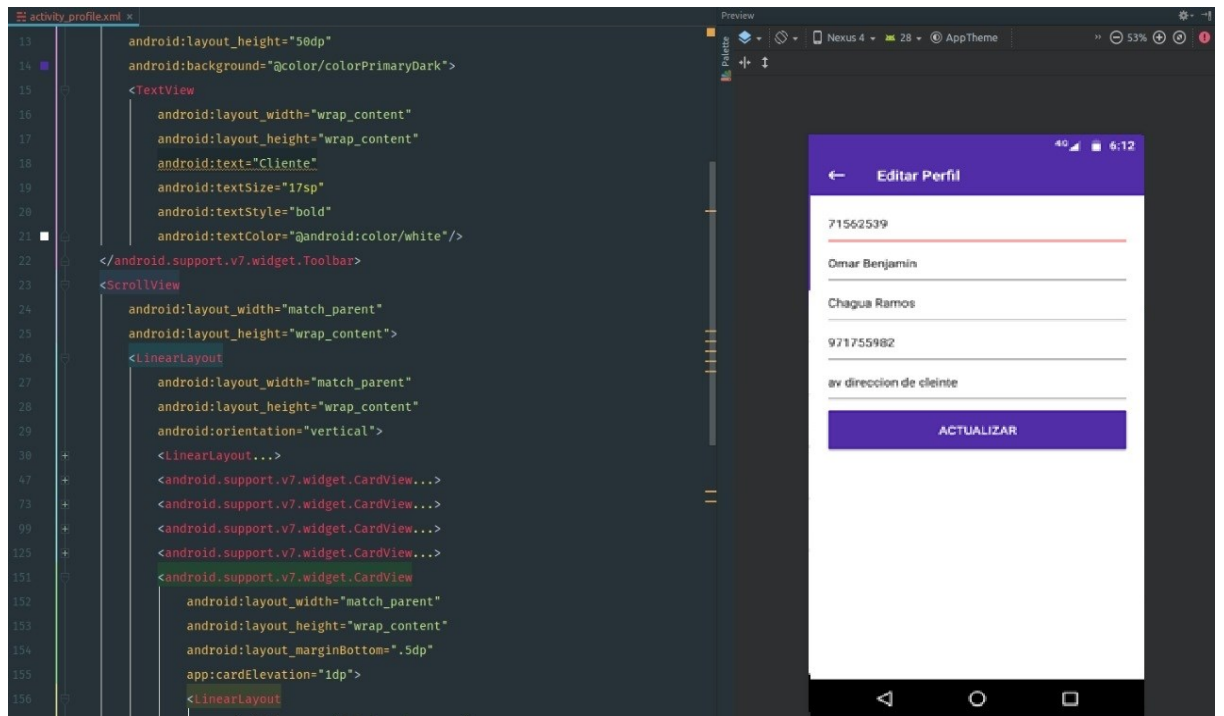 activity_profile.xml ×
13 android:layout_height="50dp"
14 android:background="@color/colorPrimaryDark">
15 <TextView
16 android:layout_width="wrap_content"
17 android:layout_height="wrap_content"
18 android:text="Cliente"
19 android:textSize="17sp"
20 android:textStyle="bold"
21 android:textColor="@android:color/white"/>
22 </android.support.v7.widget.Toolbar>
23 <ScrollView
24 android:layout_width="match_parent"
25 android:layout_height="wrap_content">
26 <LinearLayout
27 android:layout_width="match_parent"
28 android:layout_height="wrap_content"
29 android:orientation="vertical">
30 <LinearLayout...>
47 <android.support.v7.widget.CardView...>
73 <android.support.v7.widget.CardView...>
99 <android.support.v7.widget.CardView...>
125 <android.support.v7.widget.CardView...>
151 <android.support.v7.widget.CardView
152 android:layout_width="match_parent"
153 android:layout_height="wrap_content"
154 android:layout_marginBottom=".5dp"
155 app:cardElevation="1dp">
156 <LinearLayout
Preview
Palette
Nexus 4 28 AppTheme » 53%
4G 6:12
Editar Perfil
71562539
Omar Benjamin
Chagua Ramos
971755982
av direccion de cleinte
ACTUALIZAR